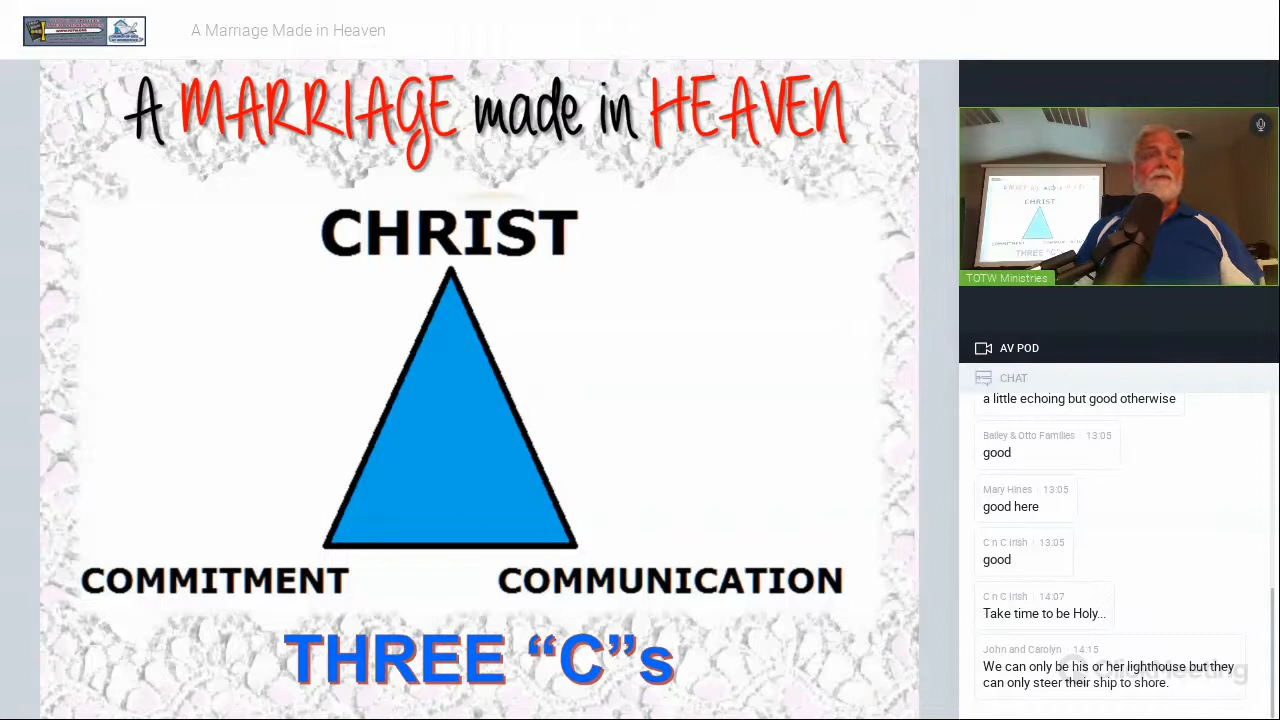 A Marriage Made in Heaven
A MARRIAGE made in HEAVEN
CHRIST
COMMITMENT COMMUNICATION
THREE “C”s
TOTW Ministries
AV POD
CHAT
a little echoing but good otherwise
Bailey & Otto Families 13:05
good
Mary Hines 13:05
good here
C n C Irish 13:05
good
C n C Irish 14:07
Take time to be Holy...
John and Carolyn 14:15
We can only be his or her lighthouse but they
can only steer their ship to shore.